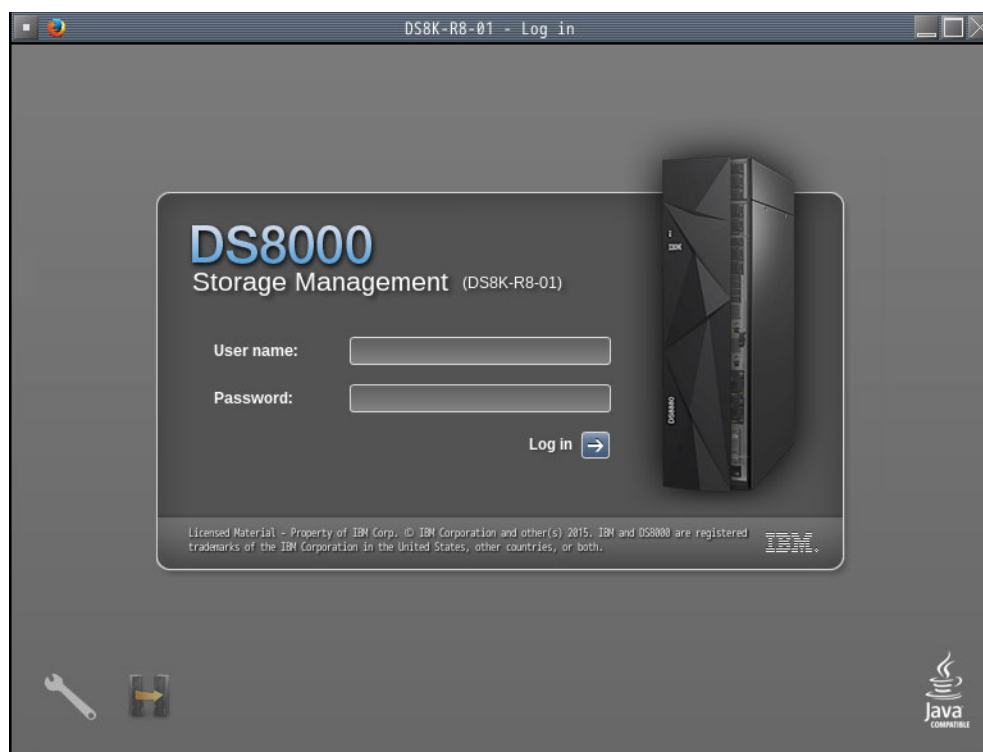 DS8K-R8-01 - Log in
DS8000
Storage Management (DS8K-R8-01)
User name:
Password:
Log in
IBM
DS8880
Licensed Material - Property of IBM Corp. © IBM Corporation and other(s) 2015. IBM and DS8000 are registered
trademarks of the IBM Corporation in the United States, other countries, or both.
IBM.
Java
COMPATIBLE